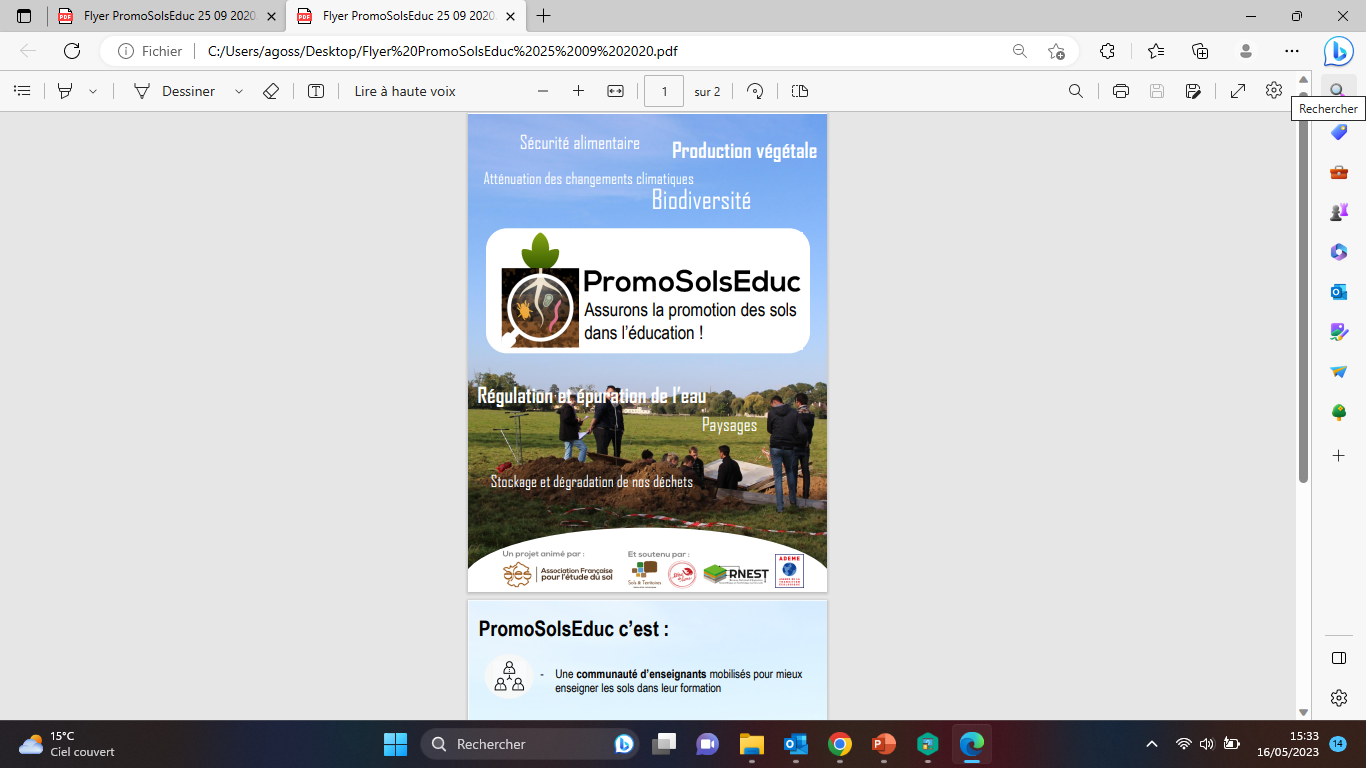 Flyer PromoSolsEduc 25 09 2020.
Flyer PromoSolsEduc 25 09 2020.
Fichier
C:/Users/agoss/Desktop/Flyer%20PromoSolsEduc%2025%2009%202020.pdf
Dessiner
Lire à haute voix
1
sur 2
Rechercher
Sécurité alimentaire
Production végétale
Atténuation des changements climatiques
Biodiversité
PromoSolsEduc
Assurons la promotion des sols
dans l'éducation !
Régulation et épuration de l'eau
Paysages
Stockage et dégradation de nos déchets
Un projet animé par :
Et soutenu par :
Association Française
pour l'étude du sol
Sols & Territoires
RNEST
ADEME
PromoSolsEduc c'est :
- Une communauté d'enseignants mobilisés pour mieux
enseigner les sols dans leur formation
15°C
Ciel couvert
Rechercher
15:33
16/05/2023
14